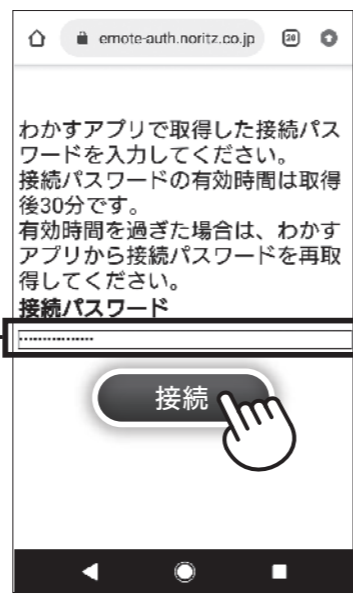 emote-auth.noritz.co.jp
20
わかすアプリで取得した接続パス
ワードを入力してください。
接続パスワードの有効時間は取得
後30分です。
有効時間を過ぎた場合は、わかす
アプリから接続パスワードを再取
得してください。
接続パスワード
接続